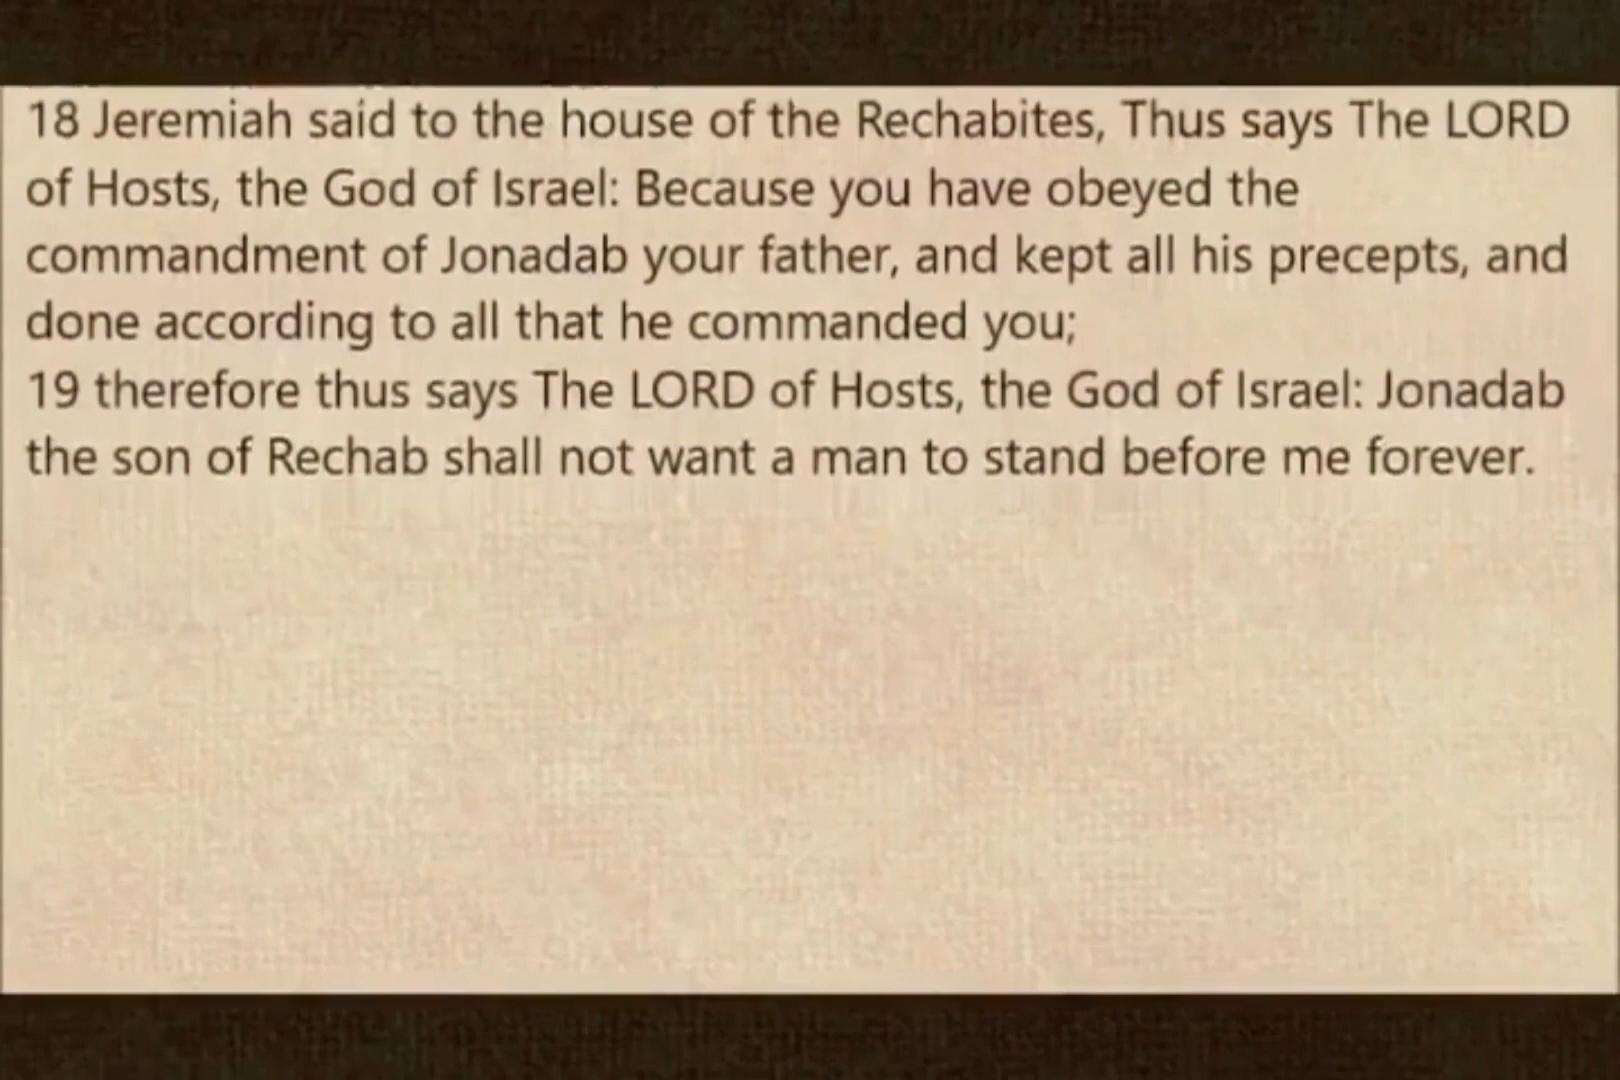 18 Jeremiah said to the house of the Rechabites, Thus says The LORD
of Hosts, the God of Israel: Because you have obeyed the
commandment of Jonadab your father, and kept all his precepts, and
done according to all that he commanded you;
19 therefore thus says The LORD of Hosts, the God of Israel: Jonadab
the son of Rechab shall not want a man to stand before me forever.